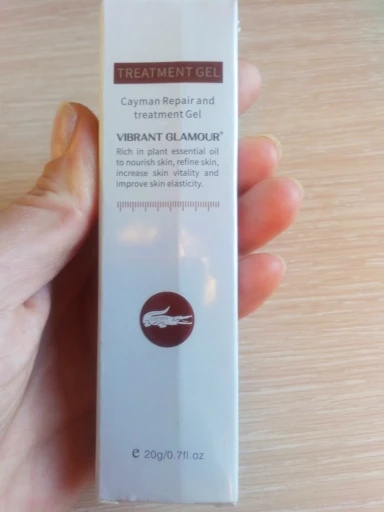 TREATMENT GEL
Cayman Repair and
treatment Gel
VIBRANT GLAMOUR®
Rich in plant essential oil
to nourish skin, refine skin,
increase skin vitality and
improve skin elasticity.
e 20g/0.7fl.oz